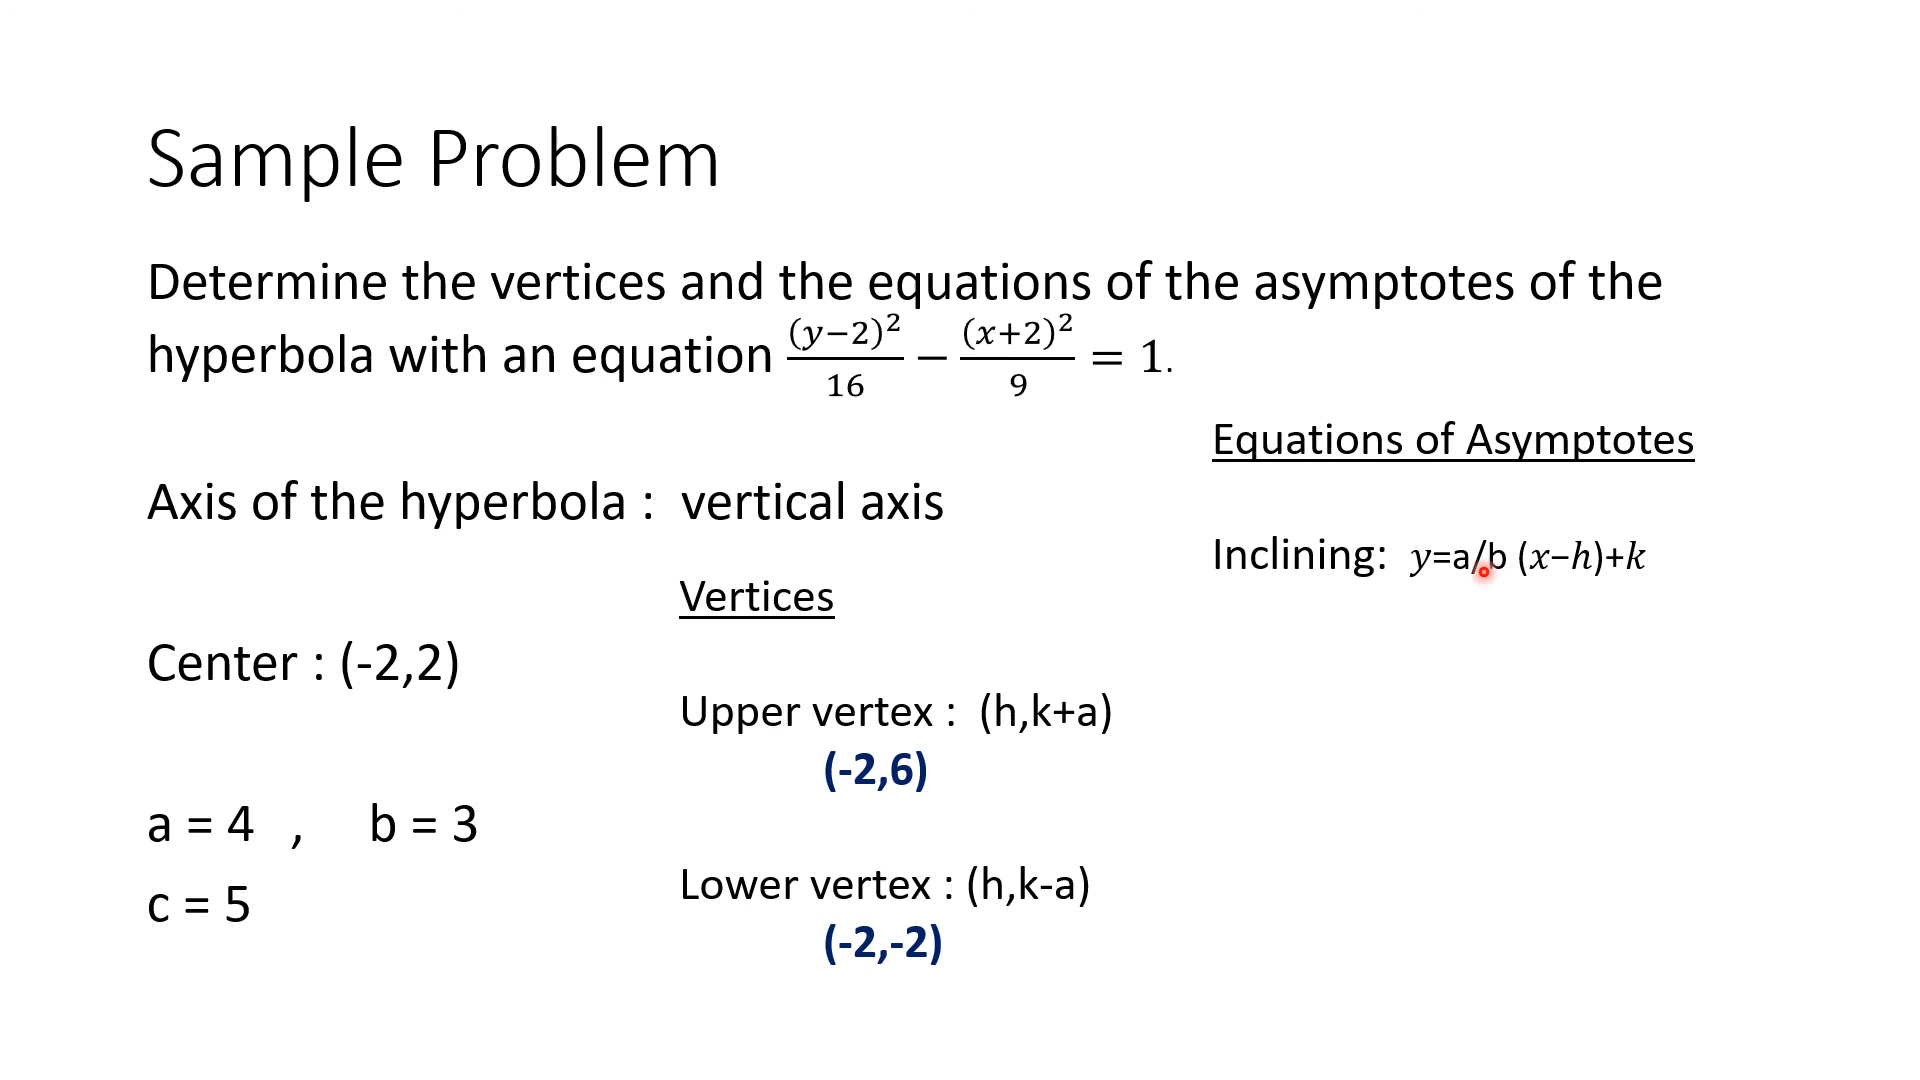 Sample Problem
Determine the vertices and the equations of the asymptotes of the
hyperbola with an equation (y−2)²/16 − (x+2)²/9 = 1.
Axis of the hyperbola :  vertical axis
Center : (-2,2)
a = 4  ,   b = 3
c = 5
Vertices
Upper vertex :  (h,k+a)
(-2,6)
Lower vertex : (h,k-a)
(-2,-2)
Equations of Asymptotes
Inclining:  y=a/b (x−h)+k